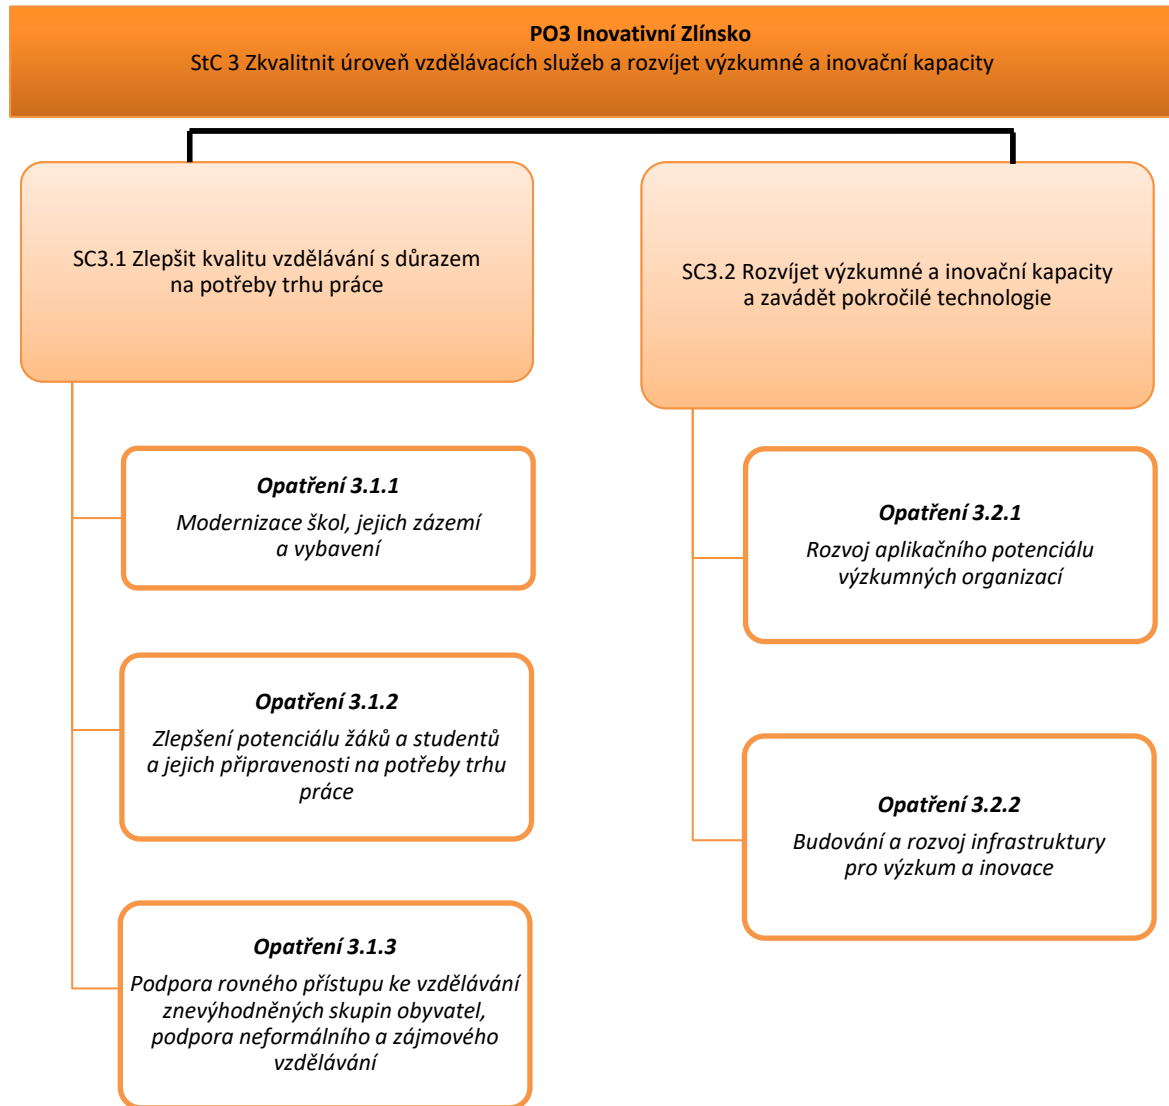 PO3 Inovativní Zlínsko
StC 3 Zkvalitnit úroveň vzdělávacích služeb a rozvíjet výzkumné a inovační kapacity
SC3.1 Zlepšit kvalitu vzdělávání s důrazem
na potřeby trhu práce
Opatření 3.1.1
Modernizace škol, jejich zázemí
a vybavení
Opatření 3.1.2
Zlepšení potenciálu žáků a studentů
a jejich připravenosti na potřeby trhu
práce
Opatření 3.1.3
Podpora rovného přístupu ke vzdělávání
znevýhodněných skupin obyvatel,
podpora neformálního a zájmového
vzdělávání
SC3.2 Rozvíjet výzkumné a inovační kapacity
a zavádět pokročilé technologie
Opatření 3.2.1
Rozvoj aplikačního potenciálu
výzkumných organizací
Opatření 3.2.2
Budování a rozvoj infrastruktury
pro výzkum a inovace